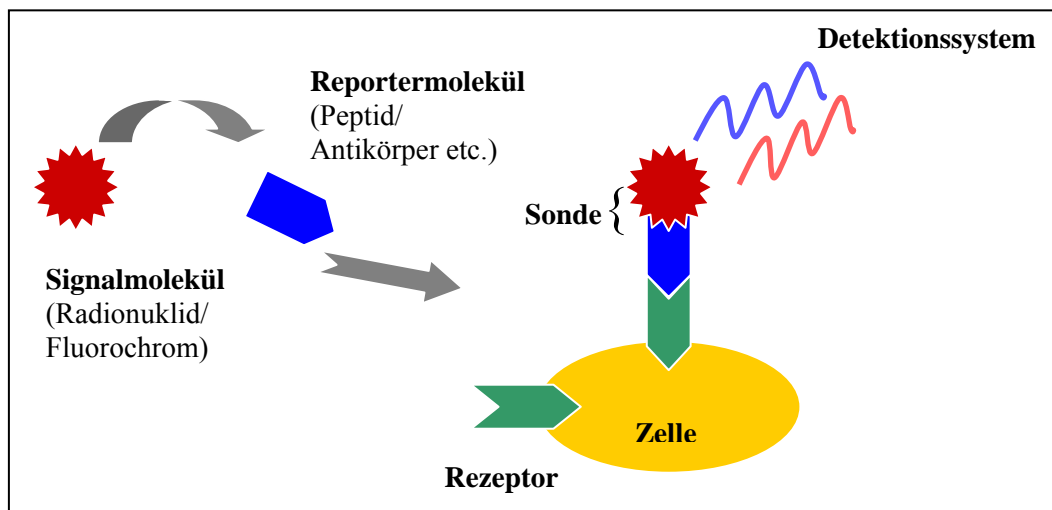 Detektionssystem
Reportermolekül
(Peptid/
Antikörper etc.)
Sonde {
Signalmolekül
(Radionuklid/
Fluorochrom)
Zelle
Rezeptor